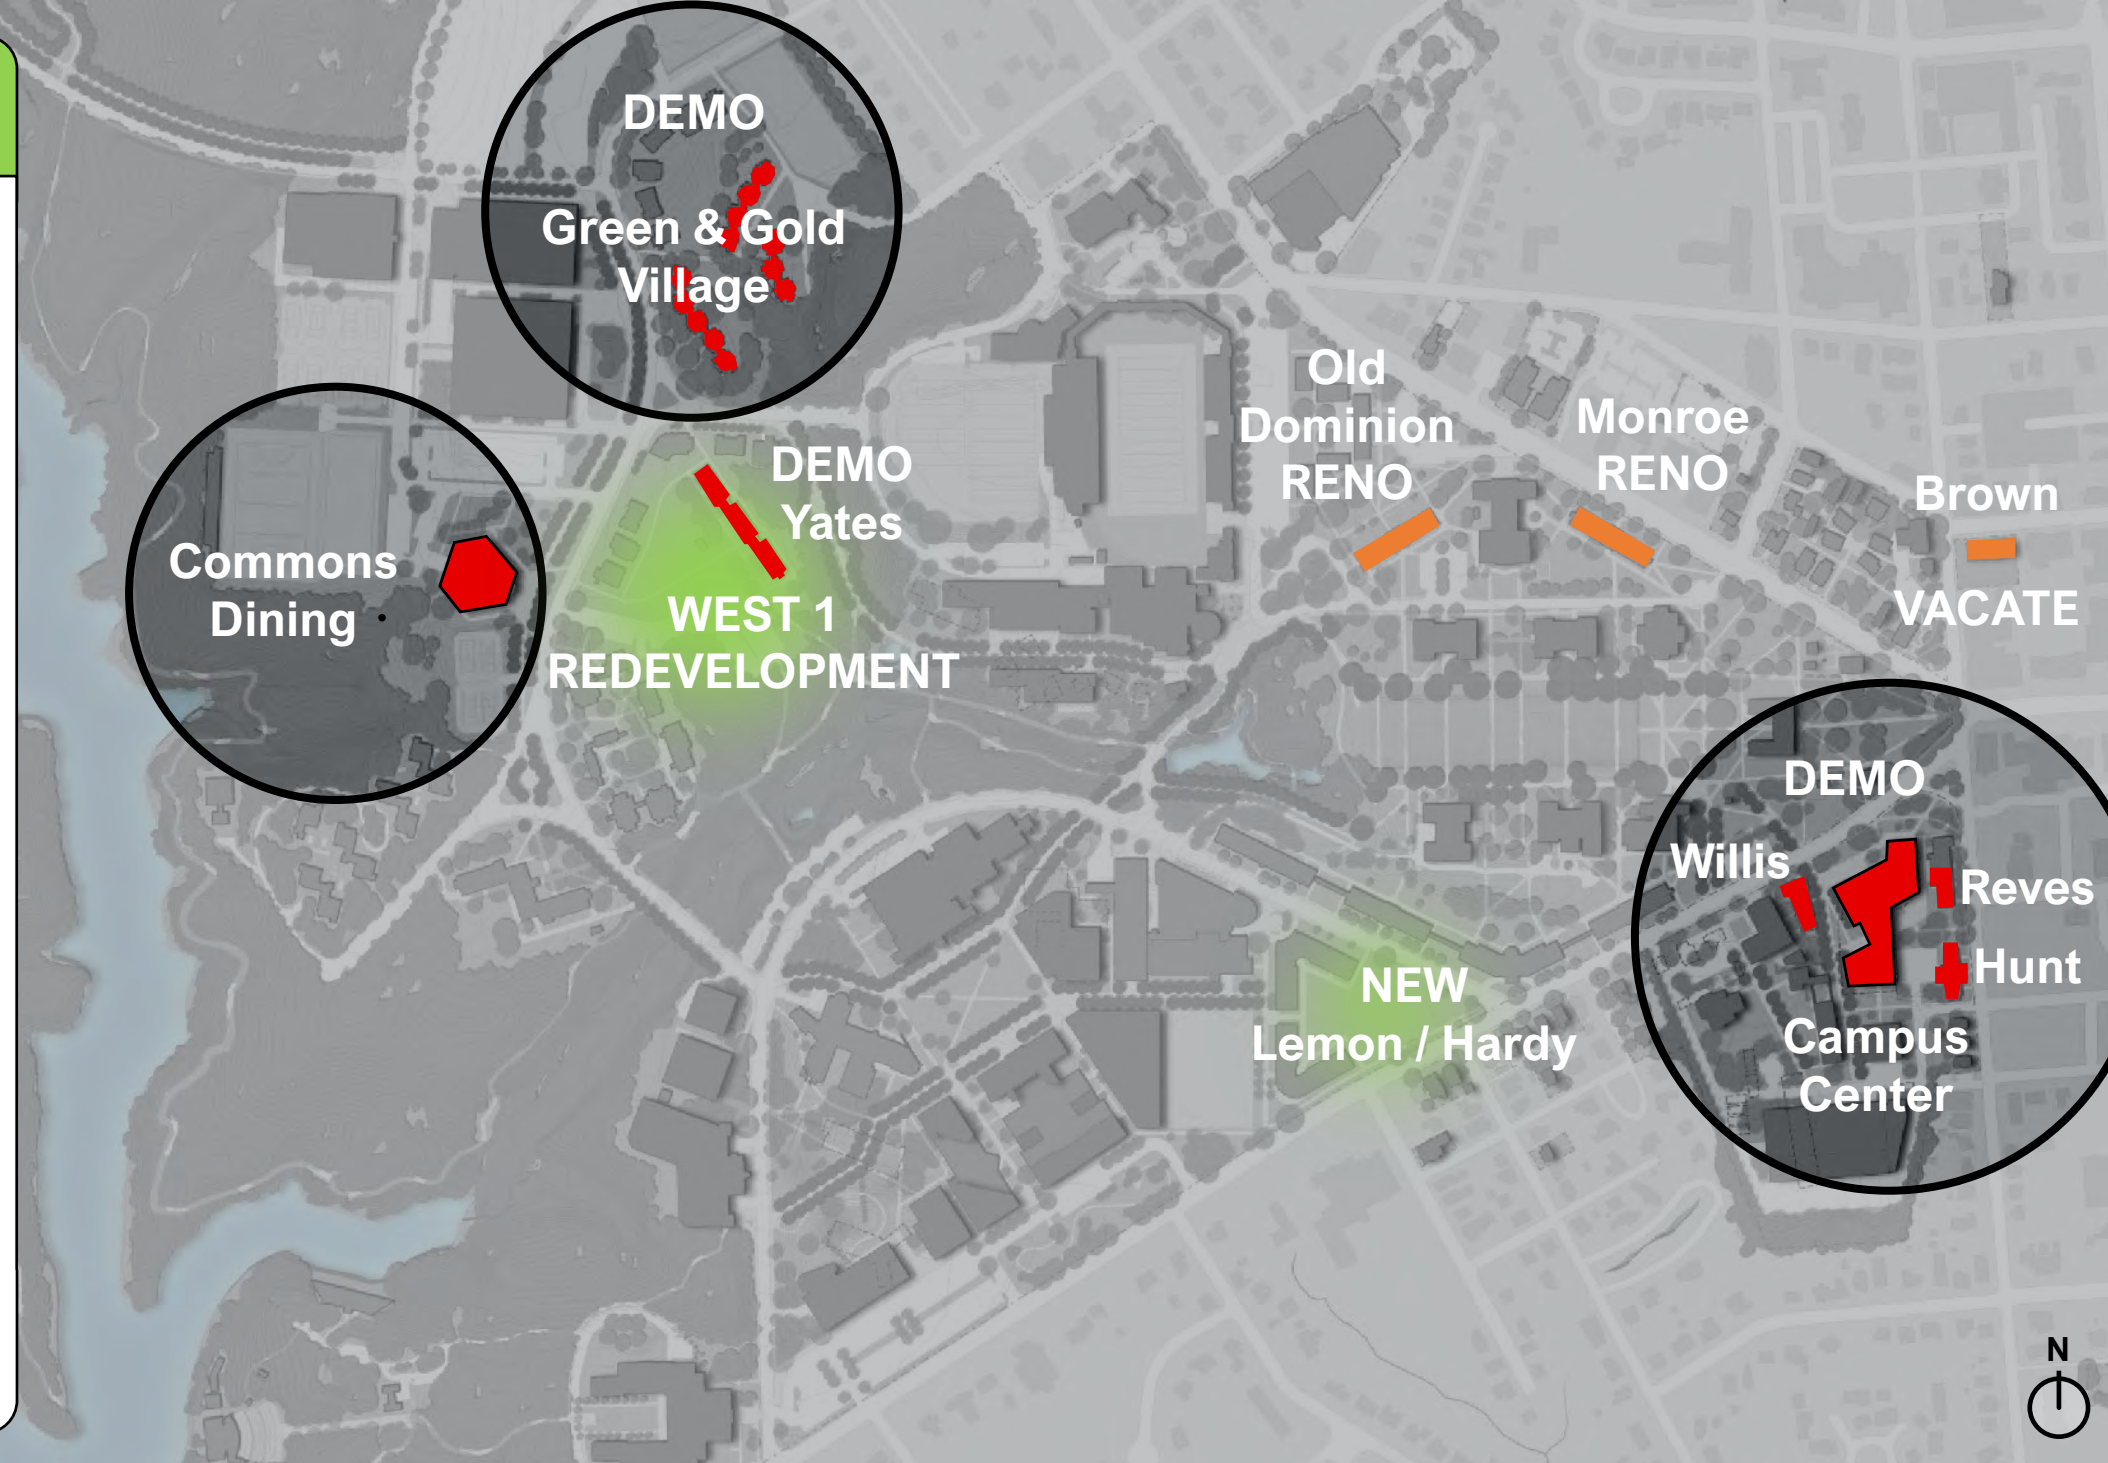 DEMO
Green & Gold
Village
Commons
Dining
DEMO
Yates
WEST 1
REDEVELOPMENT
Old
Dominion
RENO
Monroe
RENO
Brown
VACATE
DEMO
Willis
Reves
Hunt
Campus
Center
NEW
Lemon / Hardy
N